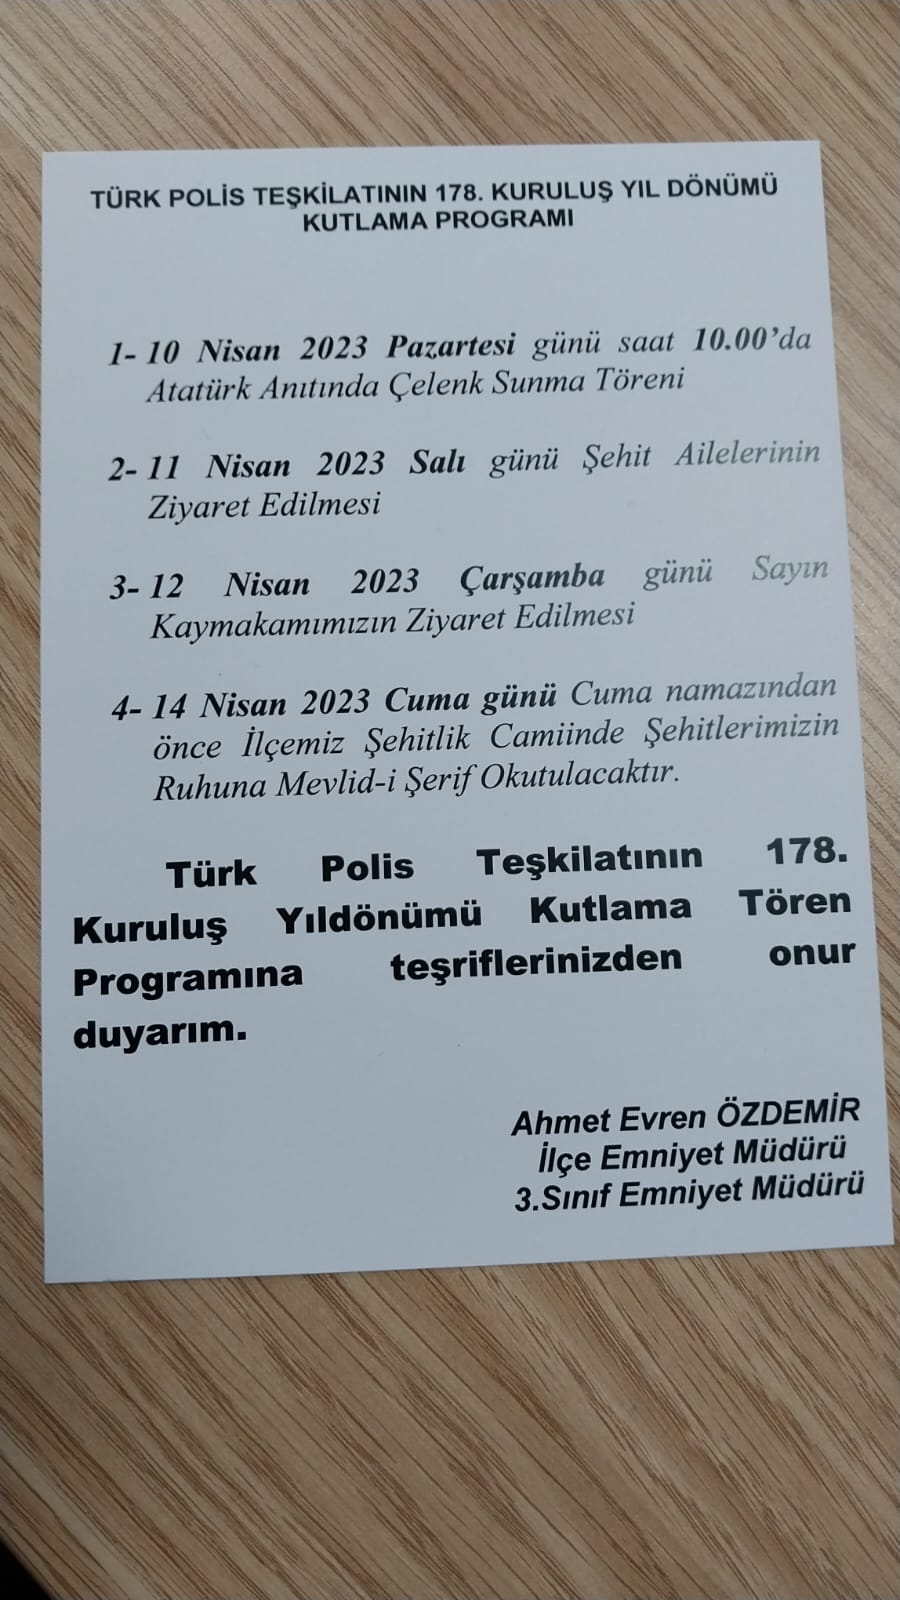 TÜRK POLİS TEŞKİLATININ 178. KURULUŞ YIL DÖNÜMÜ
KUTLAMA PROGRAMI
1- 10 Nisan 2023 Pazartesi günü saat 10.00’da
Atatürk Anıtında Çelenk Sunma Töreni
2- 11 Nisan 2023 Salı günü Şehit Ailelerinin
Ziyaret Edilmesi
3- 12 Nisan 2023 Çarşamba günü Sayın
Kaymakamımızın Ziyaret Edilmesi
4- 14 Nisan 2023 Cuma günü Cuma namazından
önce İlçemiz Şehitlik Camiinde Şehitlerimizin
Ruhuna Mevlid-i Şerif Okutulacaktır.
Türk Polis Teşkilatının 178.
Kuruluş Yıldönümü Kutlama Tören
Programına teşriflerinizden onur
duyarım.
Ahmet Evren ÖZDEMİR
İlçe Emniyet Müdürü
3.Sınıf Emniyet Müdürü